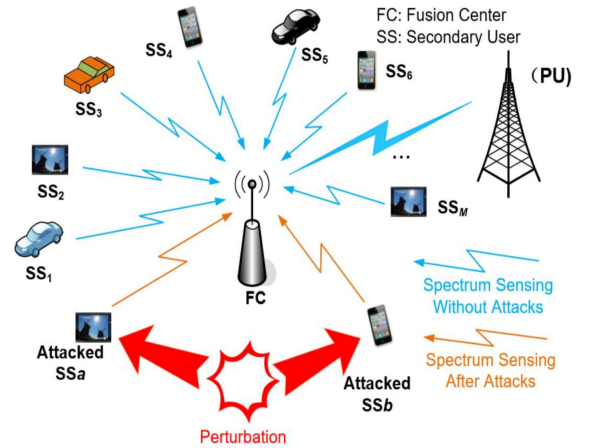 FC: Fusion Center
SS: Secondary User
SS4
SS5
SS6
(PU)
SS3
...
SS2
SSM
SS1
FC
Spectrum Sensing
Without Attacks
Attacked
SSa
Attacked
SSb
Spectrum Sensing
After Attacks
Perturbation